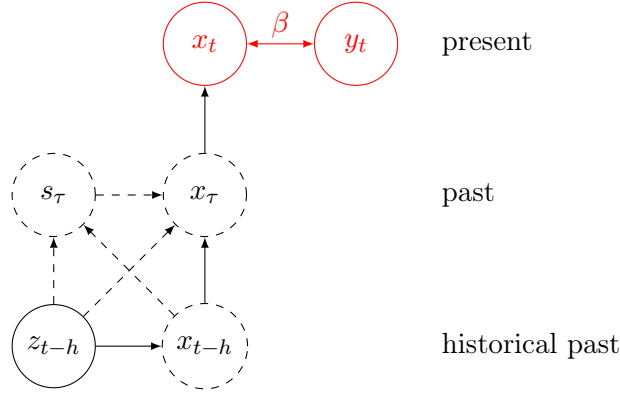 β
x_t y_t present
s_τ x_τ past
z_{t−h} x_{t−h} historical past